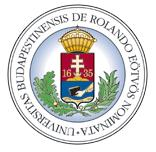 UNIVERSITAS BUDAPESTINENSIS DE ROLANDO EÖTVÖS NOMINATA
16 35